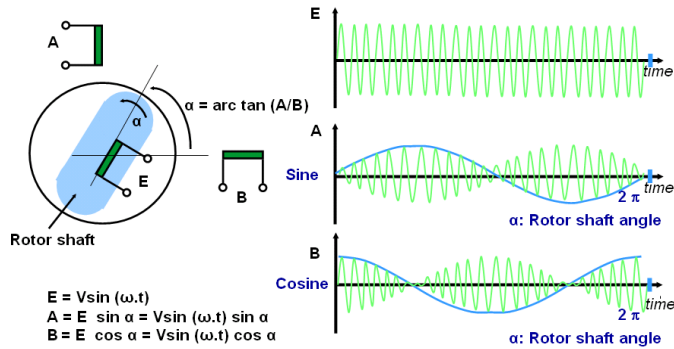 A
α = arc tan (A/B)
α
E
B
Rotor shaft
E = Vsin (ω.t)
A = E sin α = Vsin (ω.t) sin α
B = E cos α = Vsin (ω.t) cos α
E
time
A
Sine
2 π
time
α: Rotor shaft angle
B
Cosine
2 π
time
α: Rotor shaft angle